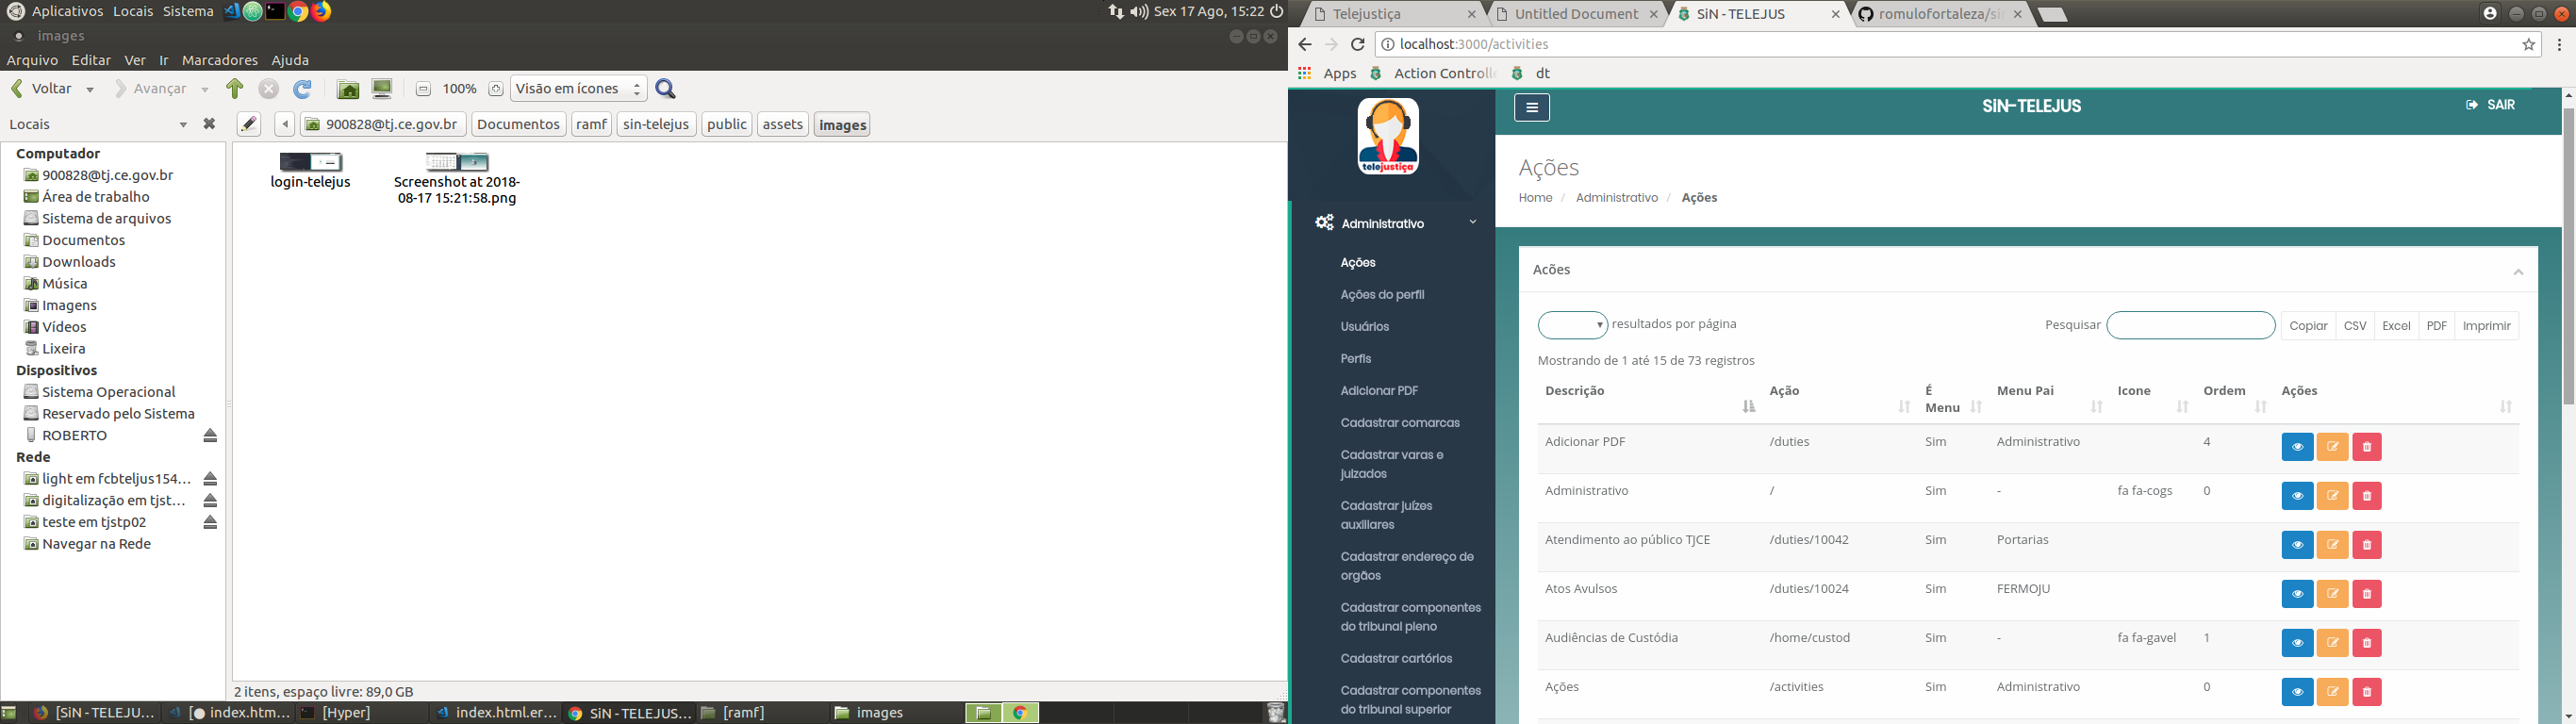 Aplicativos Locais Sistema
Sex 17 Ago, 15:22
images
Arquivo Editar Ver Ir Marcadores Ajuda
Voltar Avançar 100% Visão em ícones
Locais
900828@tj.ce.gov.br Documentos ramf sin-telejus public assets images
Computador
900828@tj.ce.gov.br
Área de trabalho
Sistema de arquivos
Documentos
Downloads
Música
Imagens
Vídeos
Lixeira
Dispositivos
Sistema Operacional
Reservado pelo Sistema
ROBERTO
Rede
light em fcbteljus154...
digitalização em tjst...
teste em tjstp02
Navegar na Rede
login-telejus
Screenshot at 2018-
08-17 15:21:58.png
2 itens, espaço livre: 89,0 GB
[SiN - TELEJU... [● index.htm... [Hyper] index.html.er... SiN - TELEJUS... [ramf] images
Telejustiça Untitled Document SiN - TELEJUS romulofortaleza/si
localhost:3000/activities
Apps Action Controll dt
telejustiça
SiN-TELEJUS
SAIR
Ações
Home / Administrativo / Ações
Administrativo
Ações
Ações do perfil
Usuários
Perfis
Adicionar PDF
Cadastrar comarcas
Cadastrar varas e
juizados
Cadastrar juízes
auxiliares
Cadastrar endereço de
orgãos
Cadastrar componentes
do tribunal pleno
Cadastrar cartórios
Cadastrar componentes
do tribunal superior
Acões
resultados por página
Pesquisar
Copiar CSV Excel PDF Imprimir
Mostrando de 1 até 15 de 73 registros
Descrição Ação É Menu Menu Pai Icone Ordem Ações
Adicionar PDF /duties Sim Administrativo 4
Administrativo / Sim - fa fa-cogs 0
Atendimento ao público TJCE /duties/10042 Sim Portarias
Atos Avulsos /duties/10024 Sim FERMOJU
Audiências de Custódia /home/custod Sim - fa fa-gavel 1
Ações /activities Sim Administrativo 0